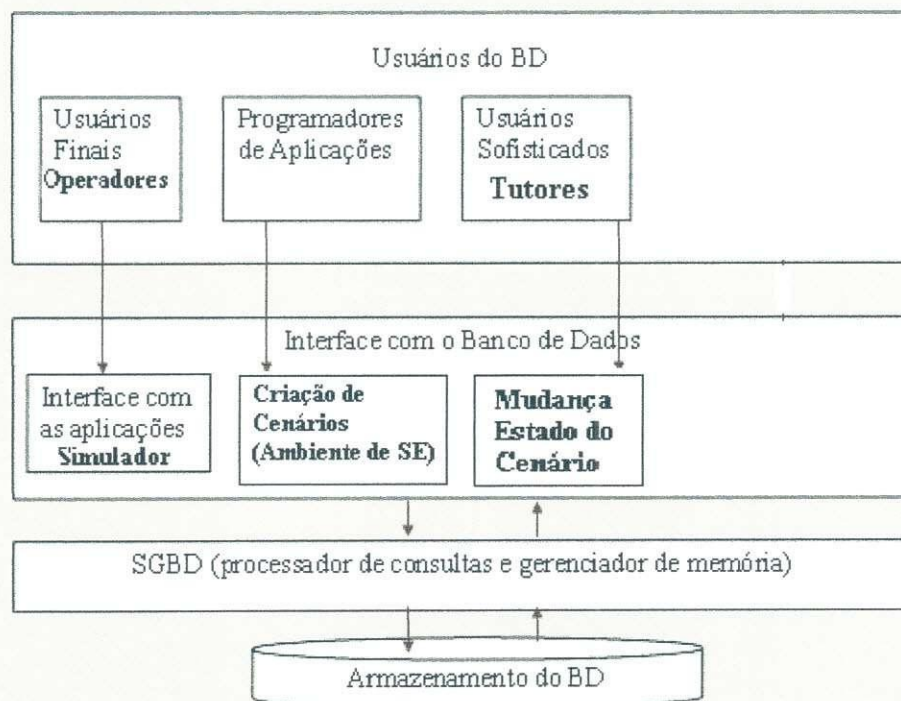 Usuários do BD
Usuários
Finais
Operadores
Programadores
de Aplicações
Usuários
Sofisticados
Tutores
Interface com o Banco de Dados
Interface com
as aplicações
Simulador
Criação de
Cenários
(Ambiente de SE)
Mudança
Estado do
Cenário
SGBD (processador de consultas e gerenciador de memória)
Armazenamento do BD